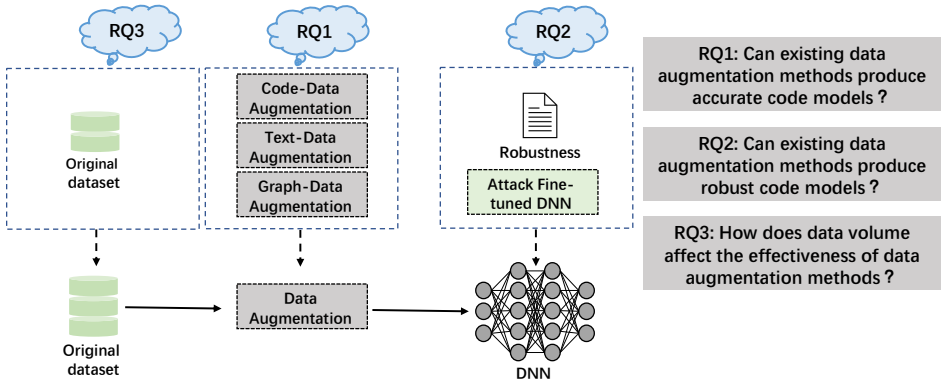 RQ3
RQ1
RQ2
Original
dataset
Code-Data
Augmentation
Text-Data
Augmentation
Graph-Data
Augmentation
Robustness
Attack Fine-
tuned DNN
Original
dataset
Data
Augmentation
DNN
RQ1: Can existing data
augmentation methods produce
accurate code models?
RQ2: Can existing data
augmentation methods produce
robust code models?
RQ3: How does data volume
affect the effectiveness of data
augmentation methods?